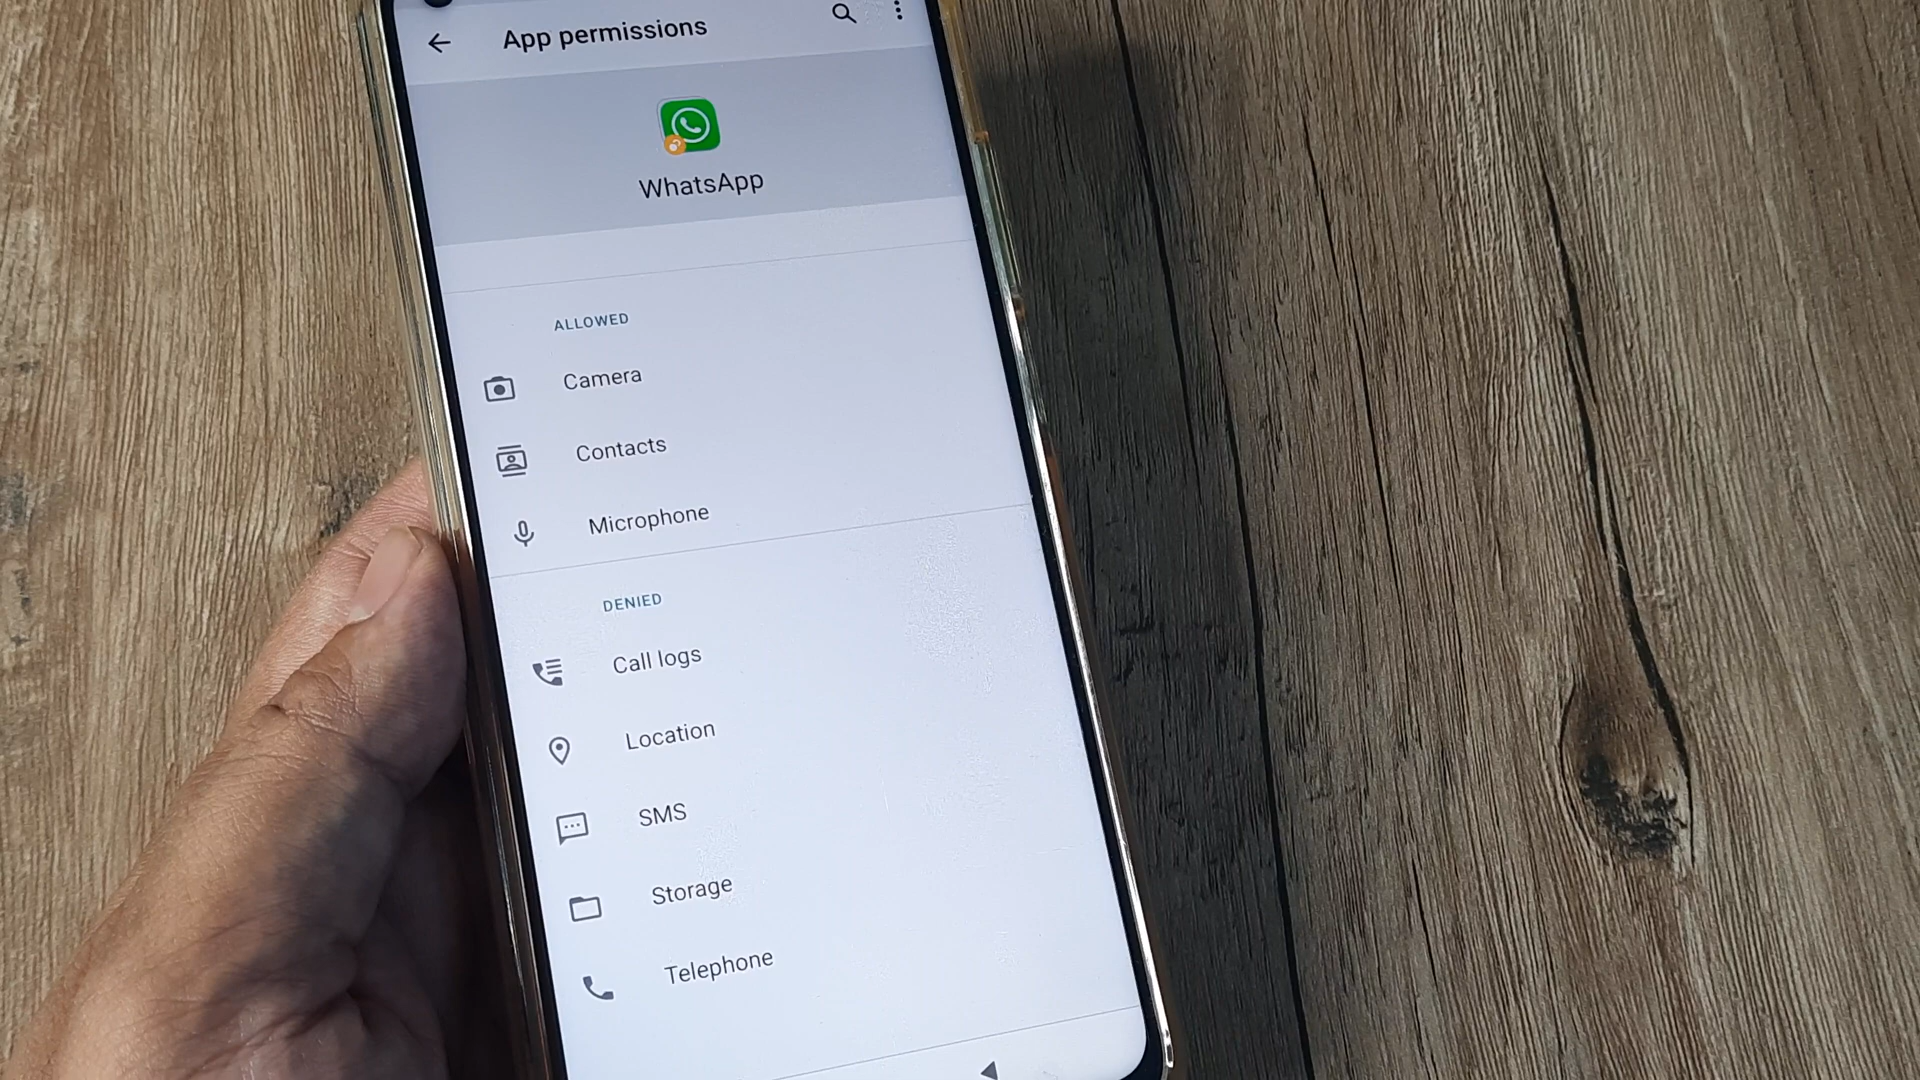 App permissions
WhatsApp
ALLOWED
Camera
Contacts
Microphone
DENIED
Call logs
Location
SMS
Storage
Telephone